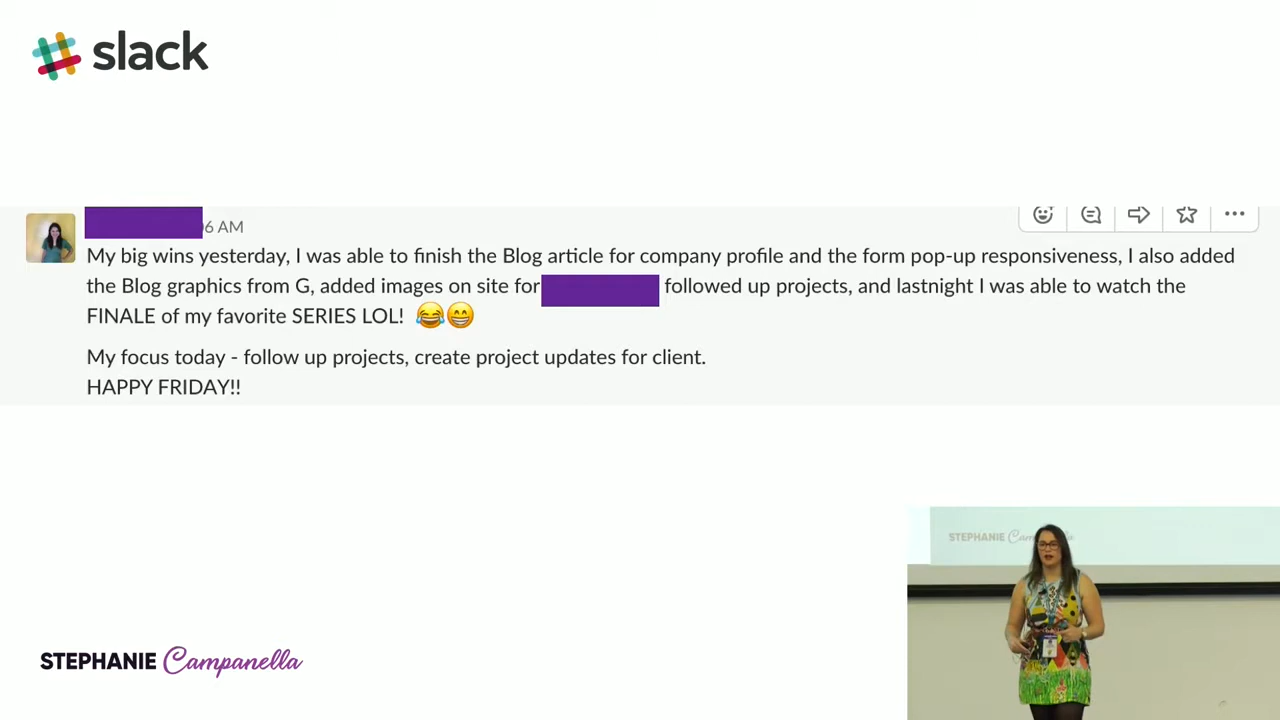 slack
6 AM
My big wins yesterday, I was able to finish the Blog article for company profile and the form pop-up responsiveness, I also added
the Blog graphics from G, added images on site for followed up projects, and lastnight I was able to watch the
FINALE of my favorite SERIES LOL! 😂😁
My focus today - follow up projects, create project updates for client.
HAPPY FRIDAY!!
STEPHANIE Campanella
STEPHANIE